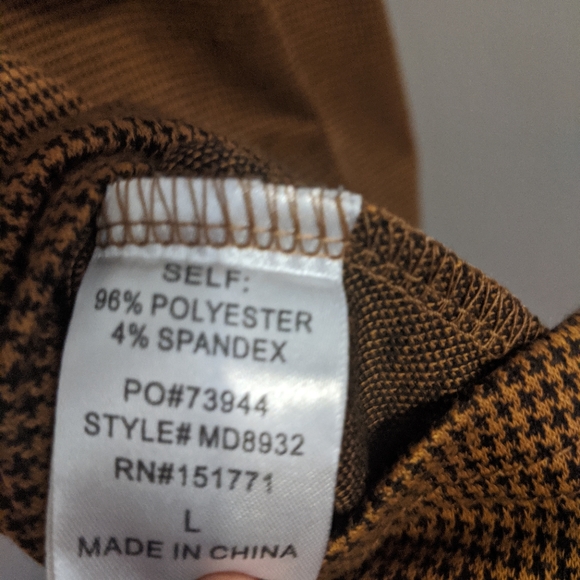 SELF:
96% POLYESTER
4% SPANDEX
PO#73944
STYLE# MD8932
RN#151771
L
MADE IN CHINA